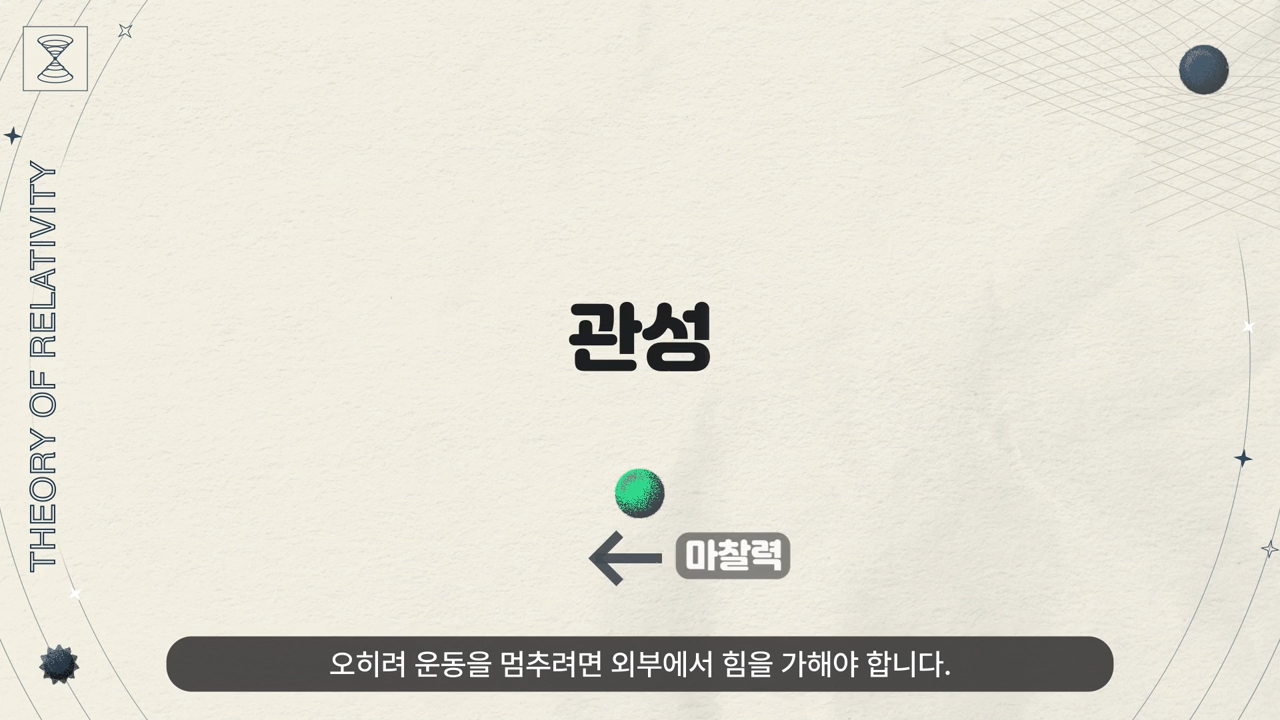 THEORY OF RELATIVITY
관성
마찰력
오히려 운동을 멈추려면 외부에서 힘을 가해야 합니다.